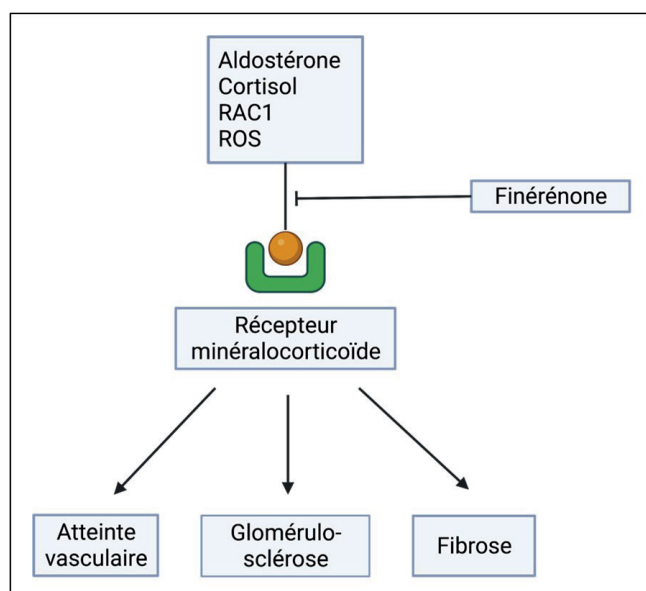 Aldostérone
Cortisol
RAC1
ROS
Finérénone
Récepteur
minéralocorticoïde
Atteinte
vasculaire
Glomérulo-
sclérose
Fibrose